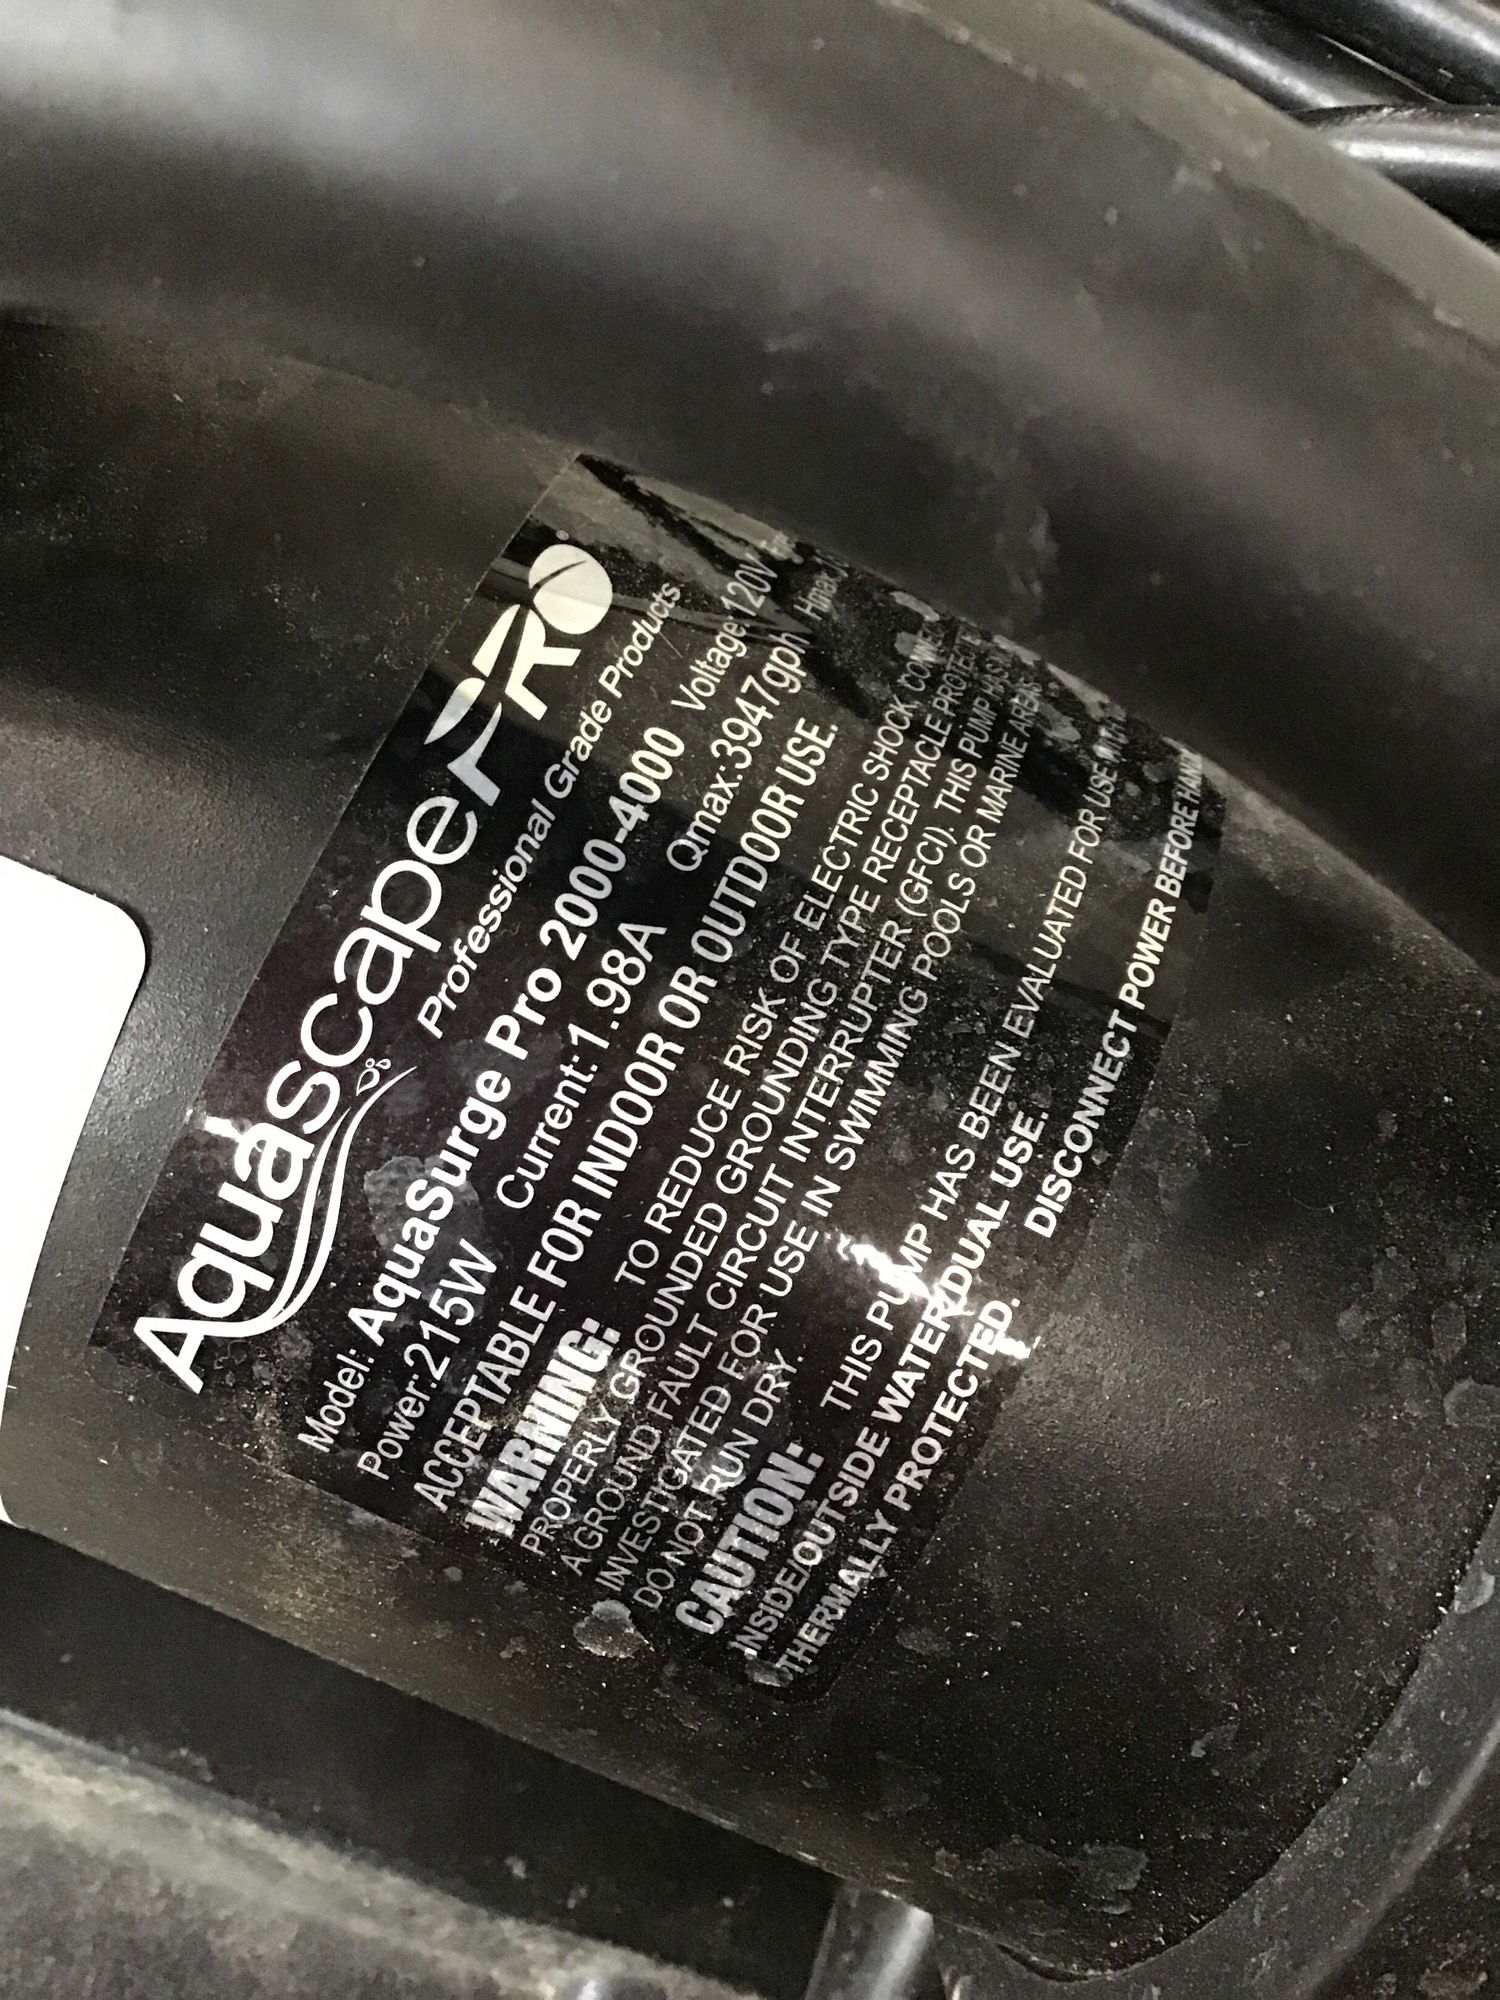 Aquascape PRO
Professional Grade Products
Model: AquaSurge Pro 2000-4000 Voltage:120V
Power:215W Current:1.98A Qmax:3947gph Hmax:
ACCEPTABLE FOR INDOOR OR OUTDOOR USE.
WARNING: TO REDUCE RISK OF ELECTRIC SHOCK,
PROPERLY GROUNDED GROUNDING TYPE RECEPTACLE
A GROUND FAULT CIRCUIT INTERRUPTER (GFCI). THIS PUMP
INVESTIGATED FOR USE IN SWIMMING POOLS OR MARINE AREAS.
DO NOT RUN DRY.
CAUTION: THIS PUMP HAS BEEN EVALUATED FOR USE
INSIDE/OUTSIDE WATER/DUAL USE.
THERMALLY PROTECTED. DISCONNECT POWER BEFORE